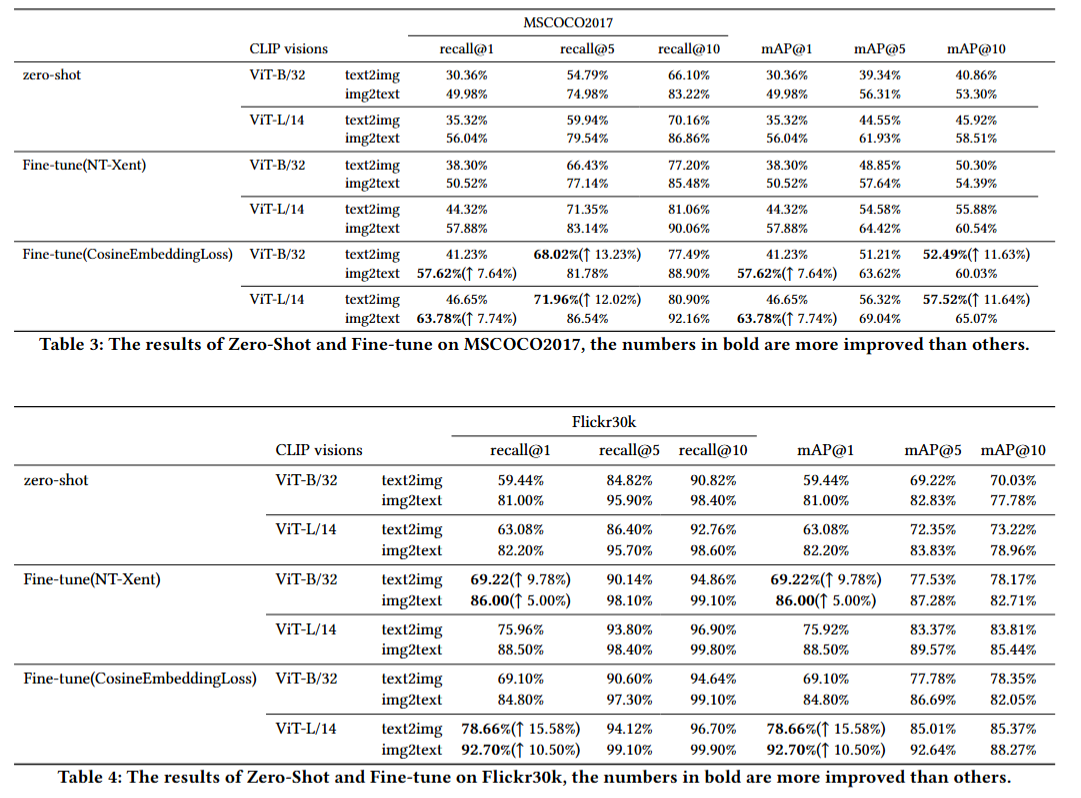 MSCOCO2017
CLIP visions recall@1 recall@5 recall@10 mAP@1 mAP@5 mAP@10
zero-shot ViT-B/32 text2img 30.36% 54.79% 66.10% 30.36% 39.34% 40.86%
img2text 49.98% 74.98% 83.22% 49.98% 56.31% 53.30%
ViT-L/14 text2img 35.32% 59.94% 70.16% 35.32% 44.55% 45.92%
img2text 56.04% 79.54% 86.86% 56.04% 61.93% 58.51%
Fine-tune(NT-Xent) ViT-B/32 text2img 38.30% 66.43% 77.20% 38.30% 48.85% 50.30%
img2text 50.52% 77.14% 85.48% 50.52% 57.64% 54.39%
ViT-L/14 text2img 44.32% 71.35% 81.06% 44.32% 54.58% 55.88%
img2text 57.88% 83.14% 90.06% 57.88% 64.42% 60.54%
Fine-tune(CosineEmbeddingLoss) ViT-B/32 text2img 41.23% 68.02%(↑ 13.23%) 77.49% 41.23% 51.21% 52.49%(↑ 11.63%)
img2text 57.62%(↑ 7.64%) 81.78% 88.90% 57.62%(↑ 7.64%) 63.62% 60.03%
ViT-L/14 text2img 46.65% 71.96%(↑ 12.02%) 80.90% 46.65% 56.32% 57.52%(↑ 11.64%)
img2text 63.78%(↑ 7.74%) 86.54% 92.16% 63.78%(↑ 7.74%) 69.04% 65.07%
Table 3: The results of Zero-Shot and Fine-tune on MSCOCO2017, the numbers in bold are more improved than others.
Flickr30k
CLIP visions recall@1 recall@5 recall@10 mAP@1 mAP@5 mAP@10
zero-shot ViT-B/32 text2img 59.44% 84.82% 90.82% 59.44% 69.22% 70.03%
img2text 81.00% 95.90% 98.40% 81.00% 82.83% 77.78%
ViT-L/14 text2img 63.08% 86.40% 92.76% 63.08% 72.35% 73.22%
img2text 82.20% 95.70% 98.60% 82.20% 83.83% 78.96%
Fine-tune(NT-Xent) ViT-B/32 text2img 69.22(↑ 9.78%) 90.14% 94.86% 69.22%(↑ 9.78%) 77.53% 78.17%
img2text 86.00(↑ 5.00%) 98.10% 99.10% 86.00(↑ 5.00%) 87.28% 82.71%
ViT-L/14 text2img 75.96% 93.80% 96.90% 75.92% 83.37% 83.81%
img2text 88.50% 98.40% 99.80% 88.50% 89.57% 85.44%
Fine-tune(CosineEmbeddingLoss) ViT-B/32 text2img 69.10% 90.60% 94.64% 69.10% 77.78% 78.35%
img2text 84.80% 97.30% 99.10% 84.80% 86.69% 82.05%
ViT-L/14 text2img 78.66%(↑ 15.58%) 94.12% 96.70% 78.66%(↑ 15.58%) 85.01% 85.37%
img2text 92.70%(↑ 10.50%) 99.10% 99.90% 92.70%(↑ 10.50%) 92.64% 88.27%
Table 4: The results of Zero-Shot and Fine-tune on Flickr30k, the numbers in bold are more improved than others.